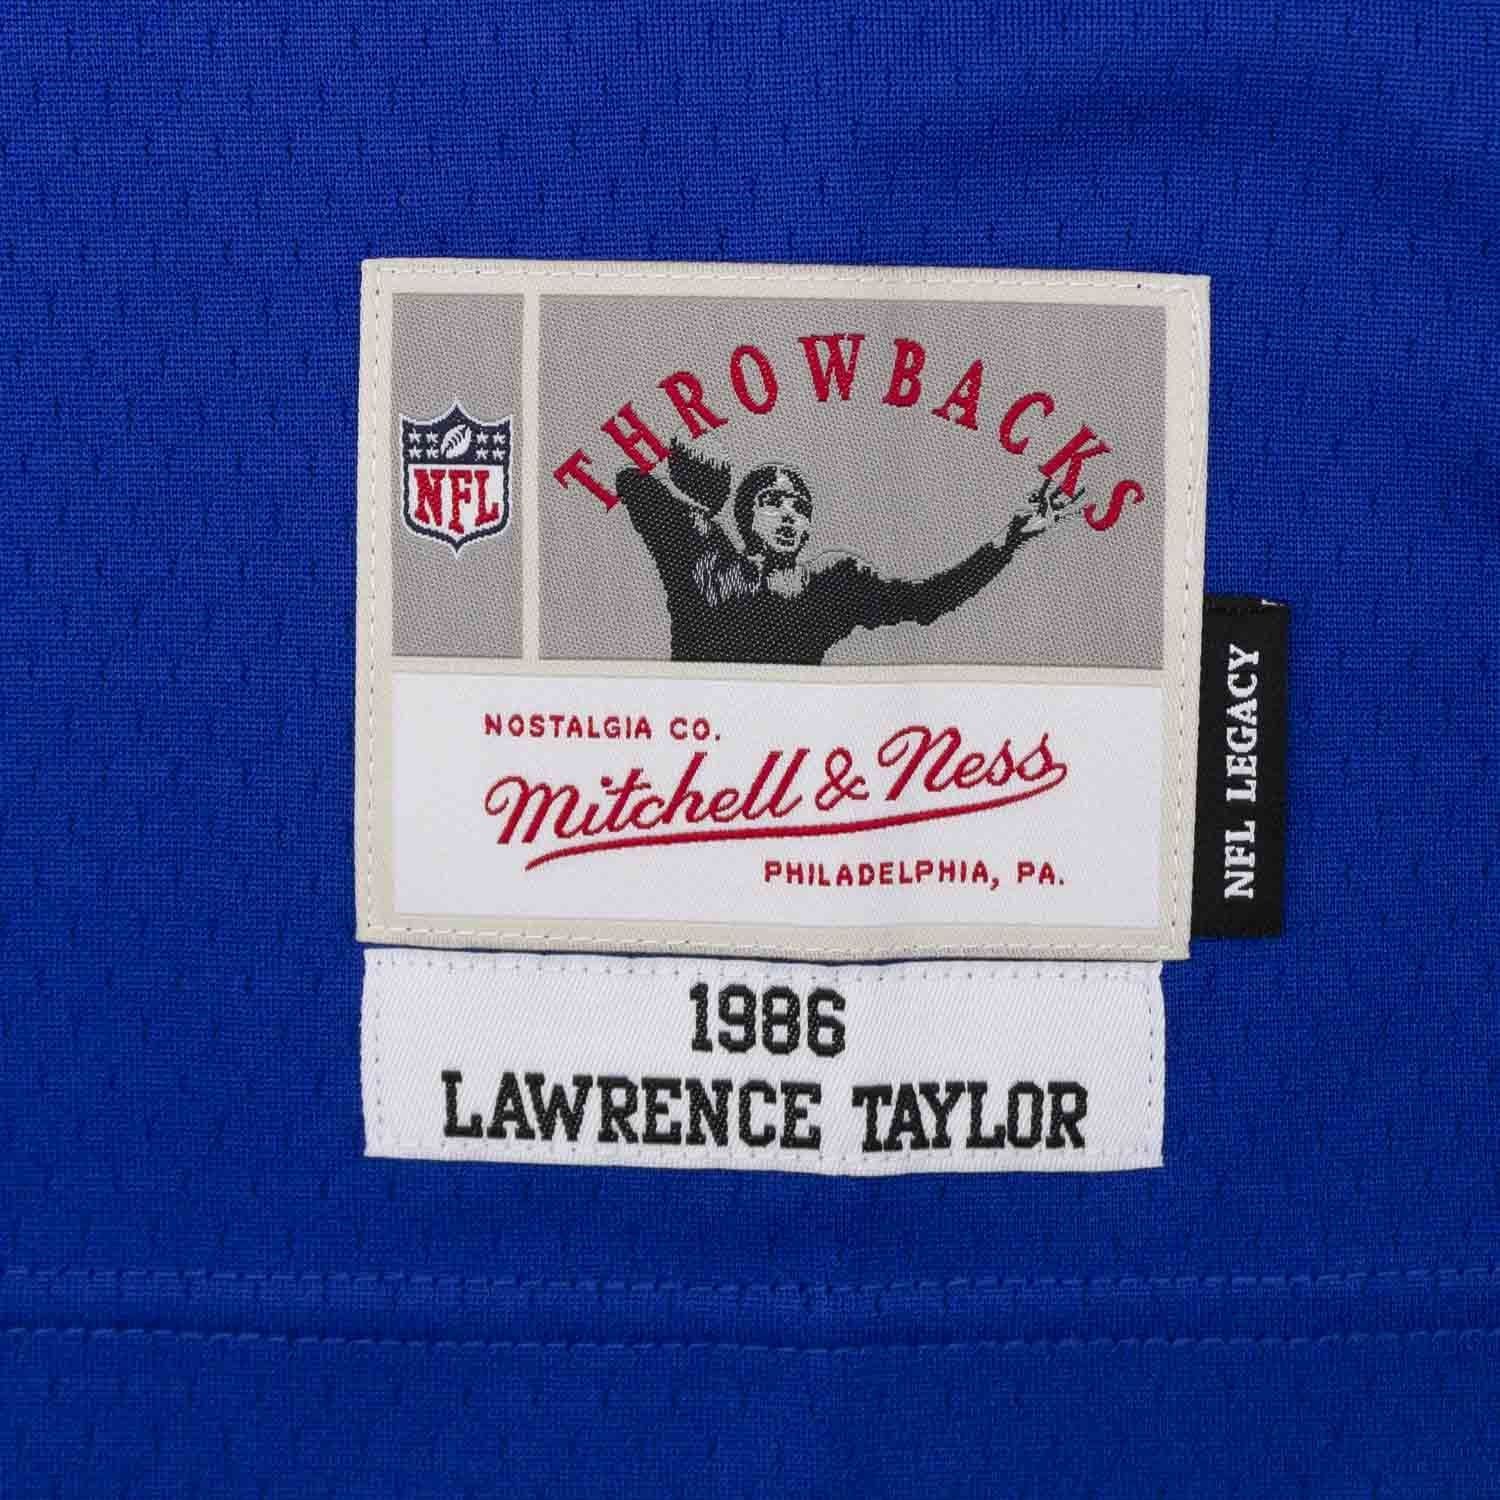 THROWBACKS
NFL
NOSTALGIA CO.
Mitchell & Ness
PHILADELPHIA, PA.
NFL LEGACY
1986
LAWRENCE TAYLOR